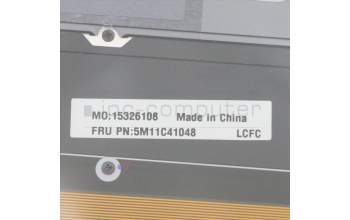 ipc-computer
MO:15326108 Made in China
FRU PN:5M11C41048 LCFC